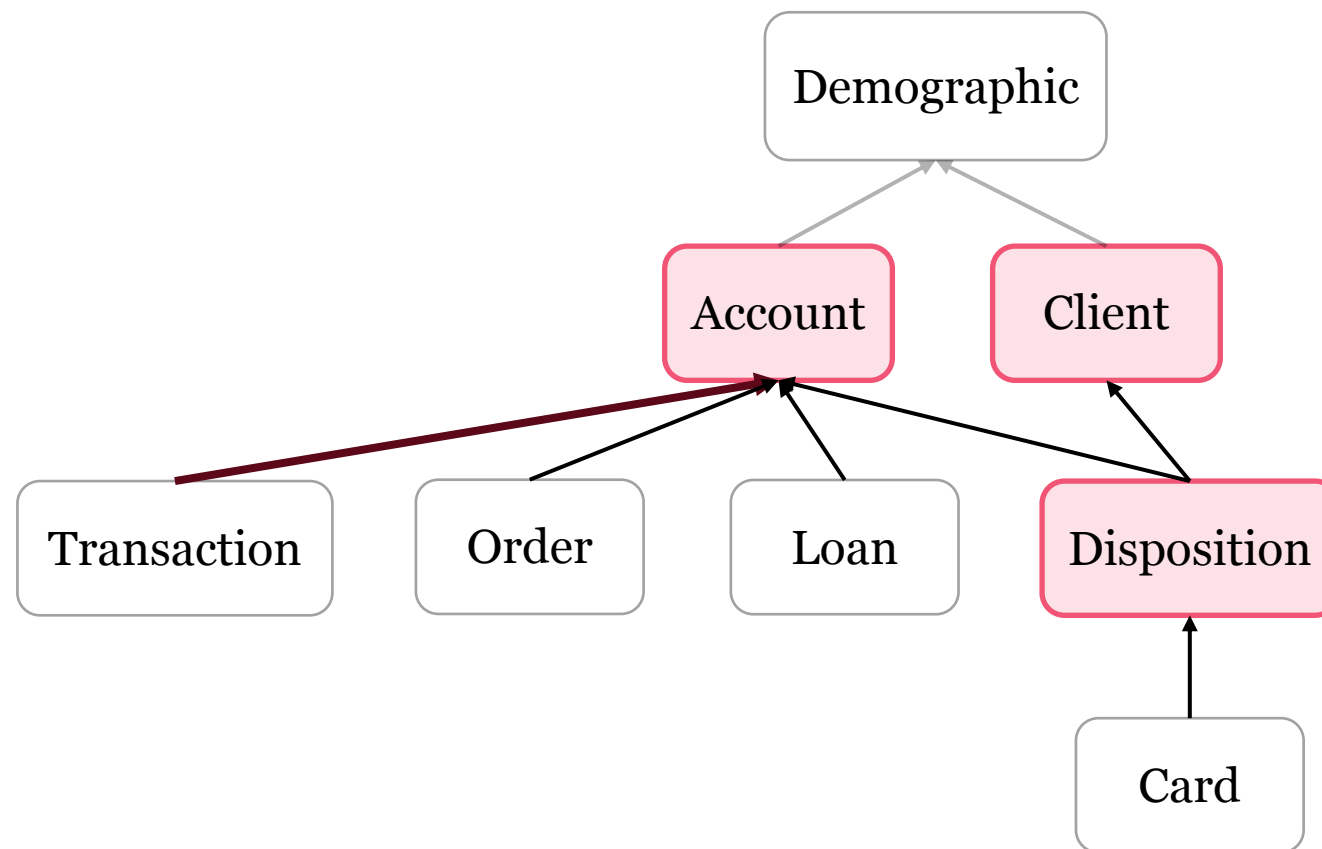 Demographic
Account
Client
Transaction
Order
Loan
Disposition
Card